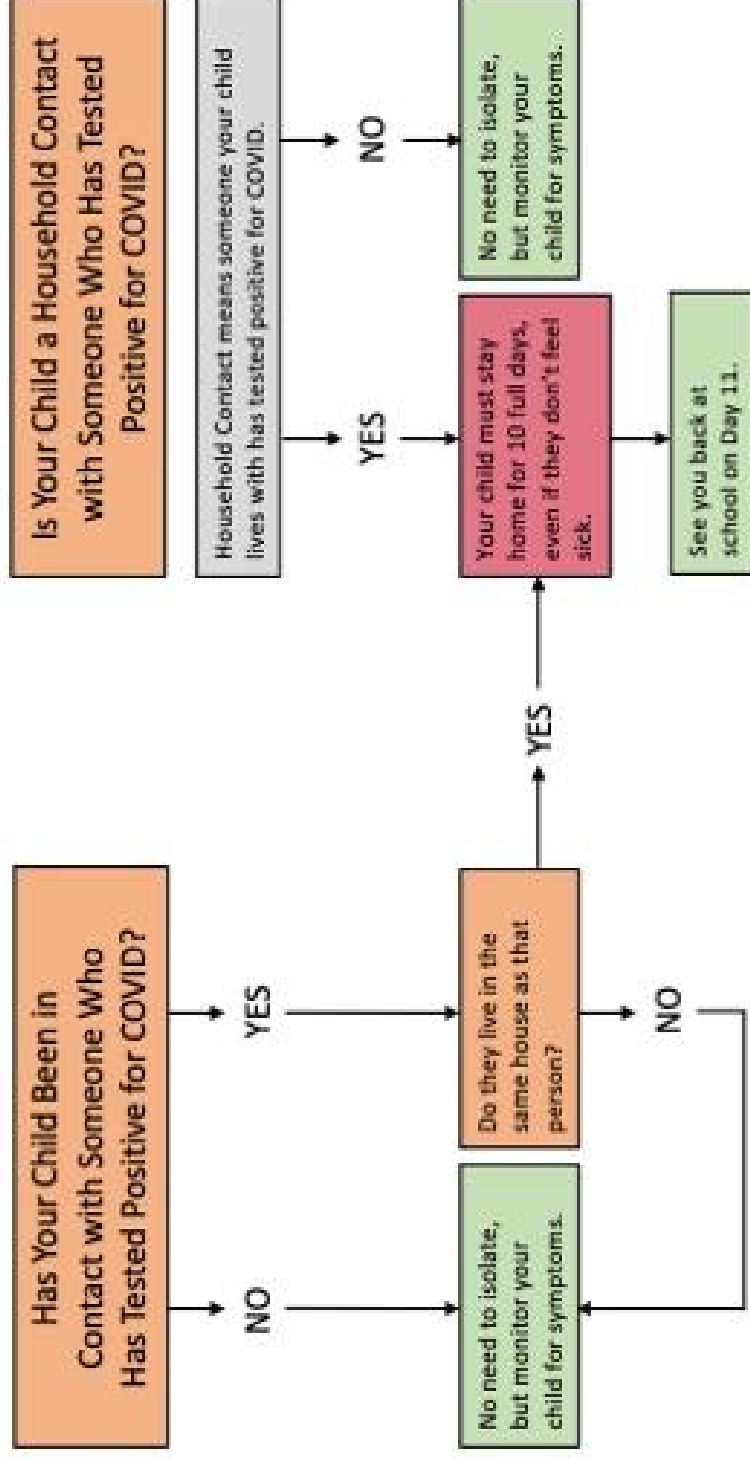 Has Your Child Been in
Contact with Someone Who
Has Tested Positive for COVID?
NO
YES
No need to isolate,
but monitor your
child for symptoms.
Do they live in the
same house as that
person?
NO
YES
Is Your Child a Household Contact
with Someone Who Has Tested
Positive for COVID?
Household Contact means someone your child
lives with has tested positive for COVID.
YES
NO
Your child must stay
home for 10 full days,
even if they don't feel
sick.
No need to isolate,
but monitor your
child for symptoms.
See you back at
school on Day 11.